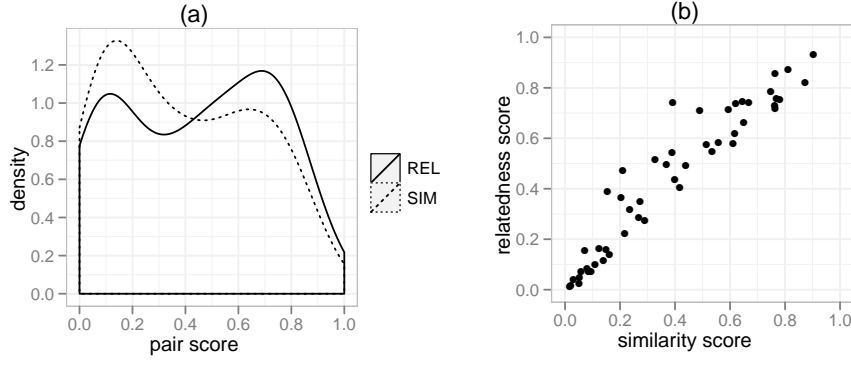 (a)
density
1.2
1.0
0.8
0.6
0.4
0.2
0.0
0.0 0.2 0.4 0.6 0.8 1.0
pair score
REL
SIM
(b)
relatedness score
1.0
0.8
0.6
0.4
0.2
0.0
0.0 0.2 0.4 0.6 0.8 1.0
similarity score